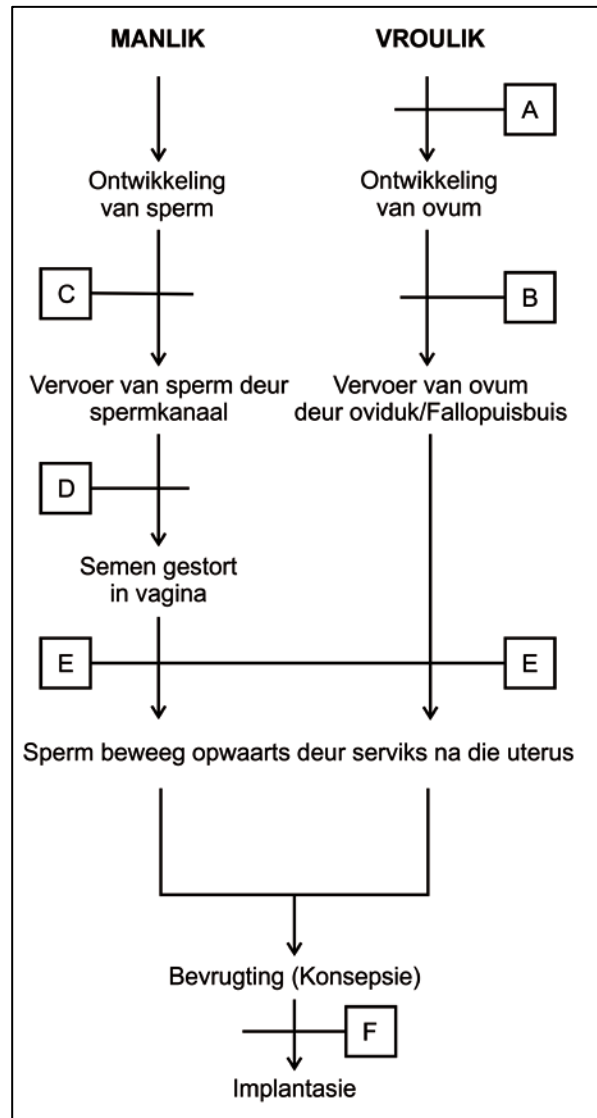 MANLIK VROULIK
A
Ontwikkeling Ontwikkeling
van sperm van ovum
C B
Vervoer van sperm deur Vervoer van ovum
spermkanaal deur oviduk/Fallopuisbuis
D
Semen gestort
in vagina
E E
Sperm beweeg opwaarts deur serviks na die uterus
Bevrugting (Konsepsie)
F
Implantasie